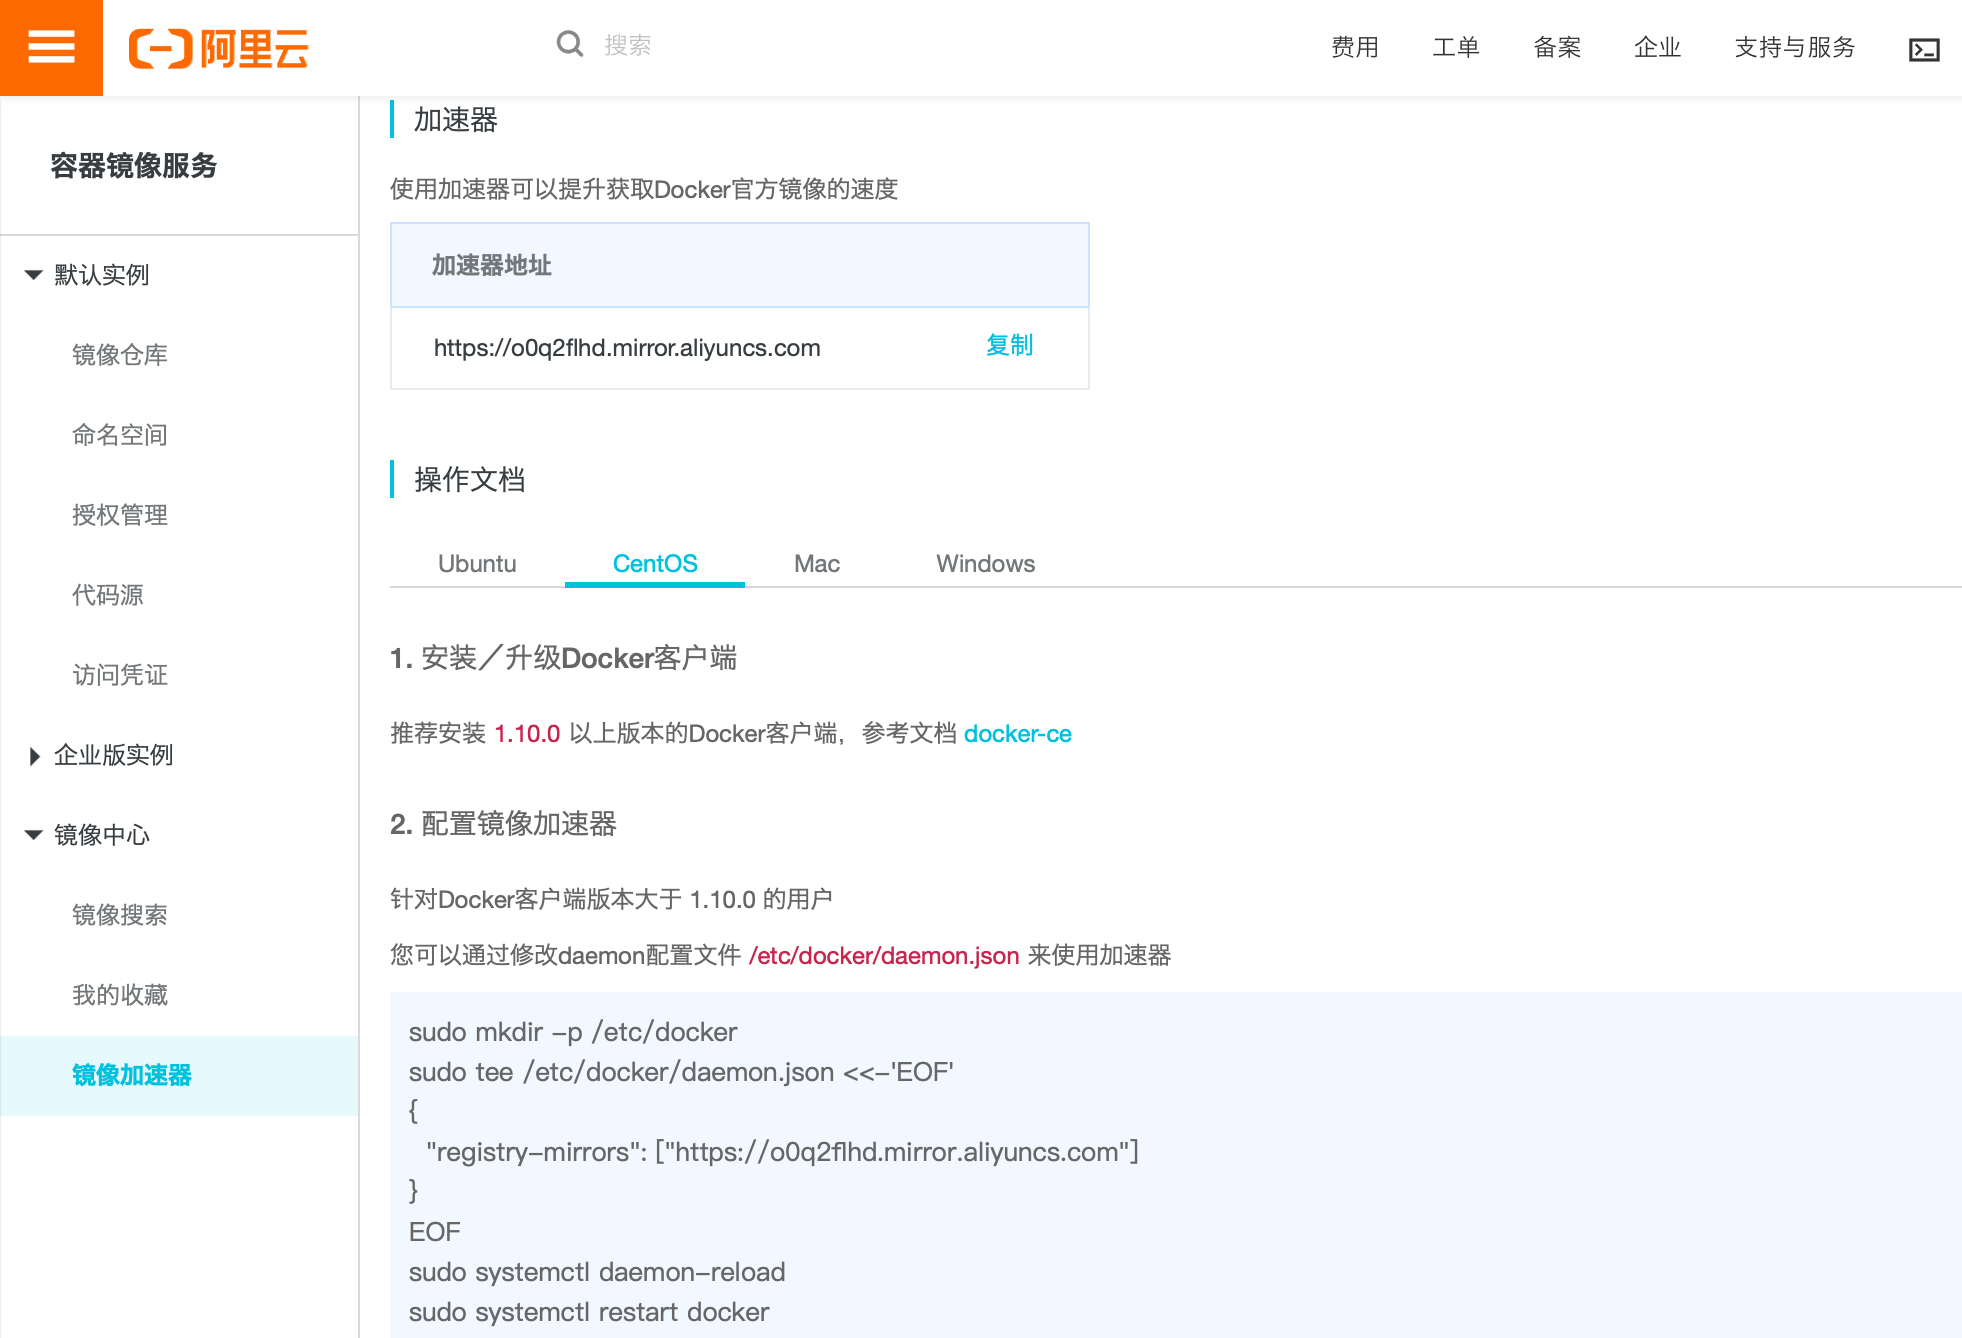 阿里云
搜索
费用 工单 备案 企业 支持与服务
容器镜像服务
默认实例
镜像仓库
命名空间
授权管理
代码源
访问凭证
企业版实例
镜像中心
镜像搜索
我的收藏
镜像加速器
加速器
使用加速器可以提升获取Docker官方镜像的速度
加速器地址
https://o0q2flhd.mirror.aliyuncs.com 复制
操作文档
Ubuntu CentOS Mac Windows
1. 安装／升级Docker客户端
推荐安装 1.10.0 以上版本的Docker客户端，参考文档 docker-ce
2. 配置镜像加速器
针对Docker客户端版本大于 1.10.0 的用户
您可以通过修改daemon配置文件 /etc/docker/daemon.json 来使用加速器
sudo mkdir -p /etc/docker
sudo tee /etc/docker/daemon.json <<-'EOF'
{
"registry-mirrors": ["https://o0q2flhd.mirror.aliyuncs.com"]
}
EOF
sudo systemctl daemon-reload
sudo systemctl restart docker